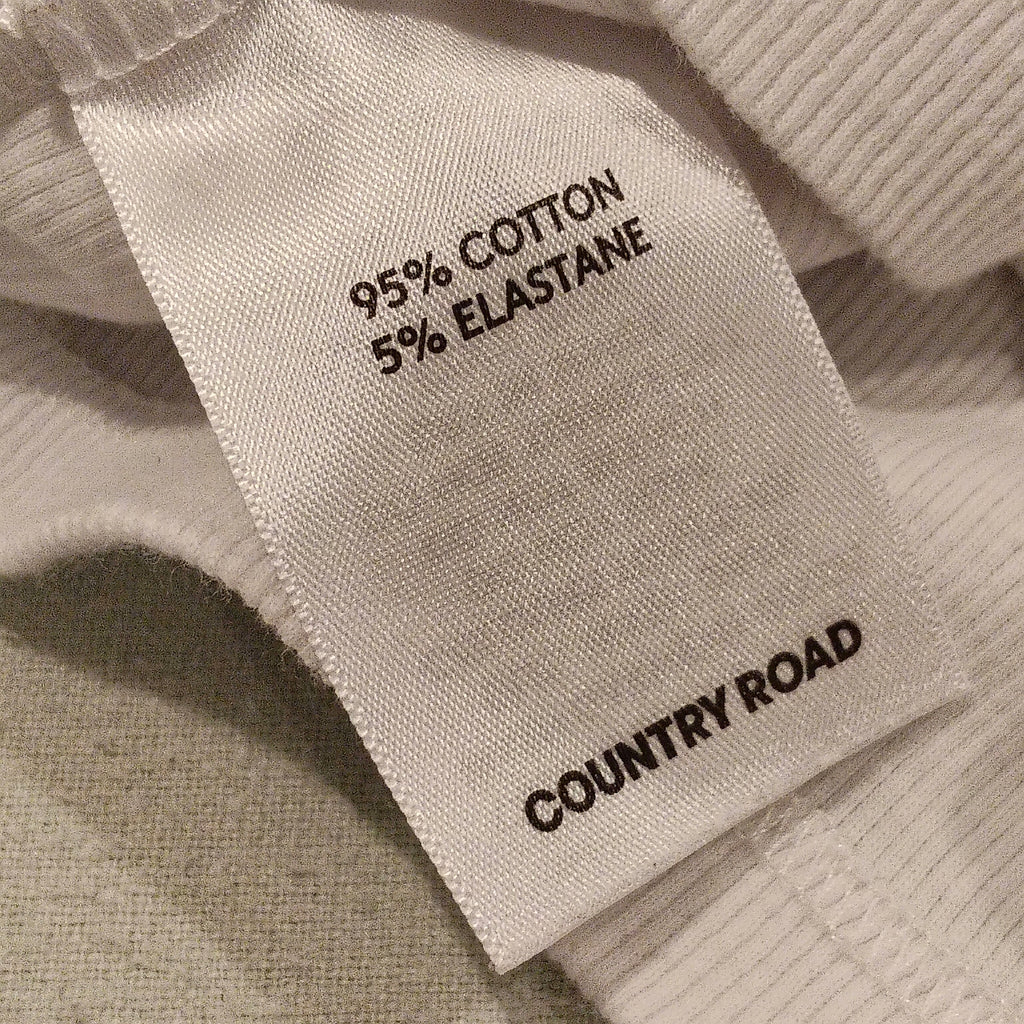 95% COTTON
5% ELASTANE
COUNTRY ROAD